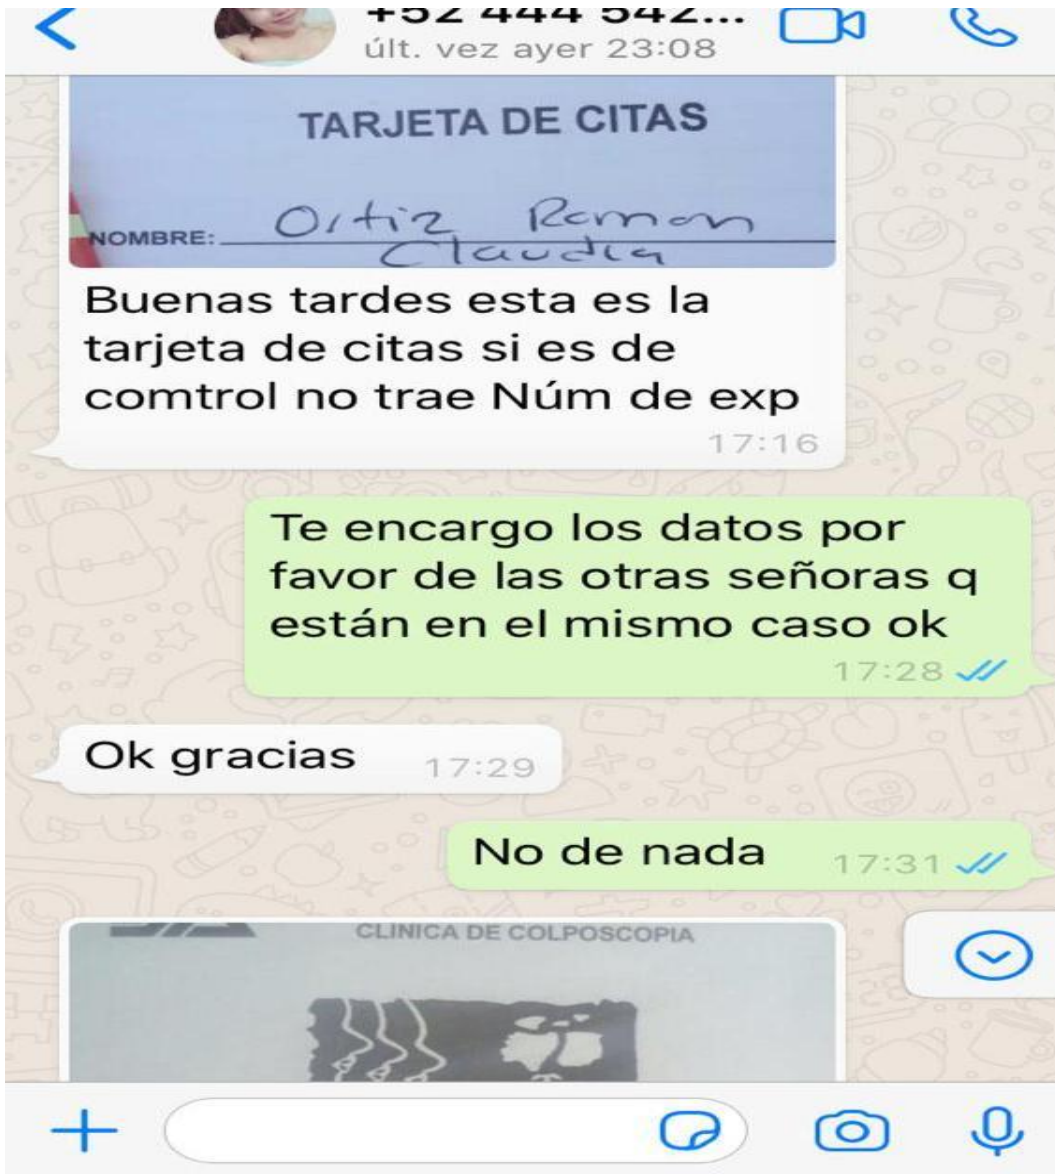 +52 444 542...
últ. vez ayer 23:08
TARJETA DE CITAS
NOMBRE: Ortiz Ramon
Claudia
Buenas tardes esta es la
tarjeta de citas si es de
comtrol no trae Núm de exp
17:16
Te encargo los datos por
favor de las otras señoras q
están en el mismo caso ok
17:28
Ok gracias 17:29
No de nada 17:31
CLINICA DE COLPOSCOPIA